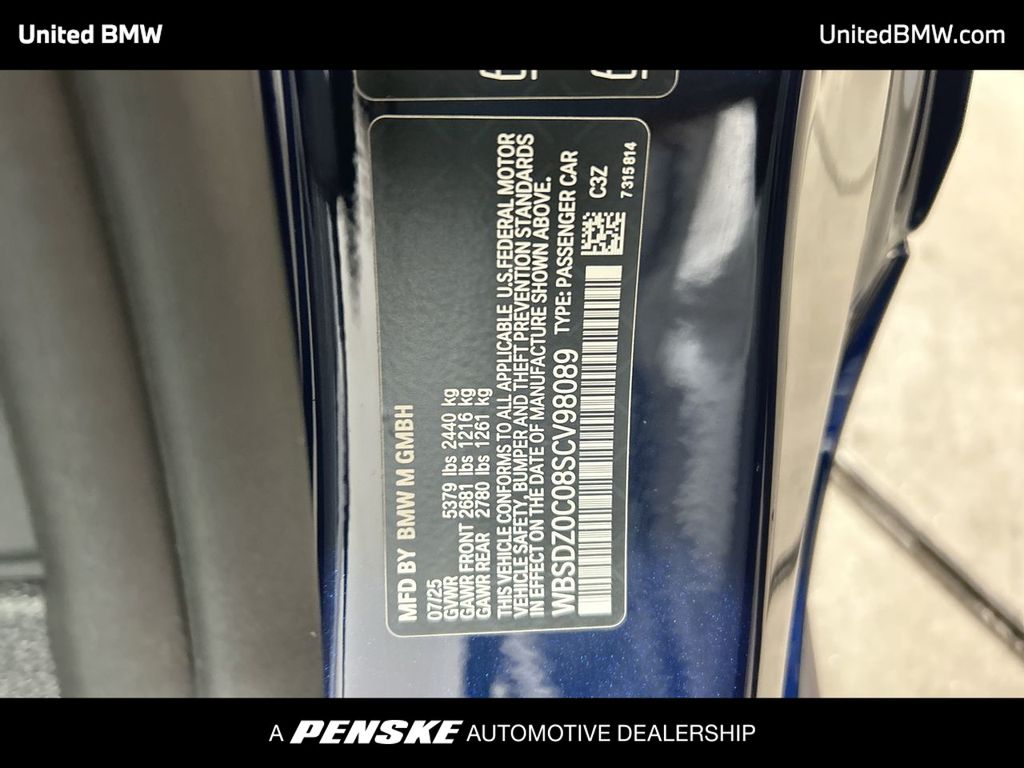 United BMW
UnitedBMW.com
MFD BY BMW M GMBH
07/25
GVWR 5379 lbs 2440 kg
GAWR FRONT 2681 lbs 1216 kg
GAWR REAR 2780 lbs 1261 kg
THIS VEHICLE CONFORMS TO ALL APPLICABLE U.S.FEDERAL MOTOR
VEHICLE SAFETY, BUMPER AND THEFT PREVENTION STANDARDS
IN EFFECT ON THE DATE OF MANUFACTURE SHOWN ABOVE.
WBSDZ0C08SCV98089 TYPE: PASSENGER CAR
C3Z
7315814
A PENSKE AUTOMOTIVE DEALERSHIP